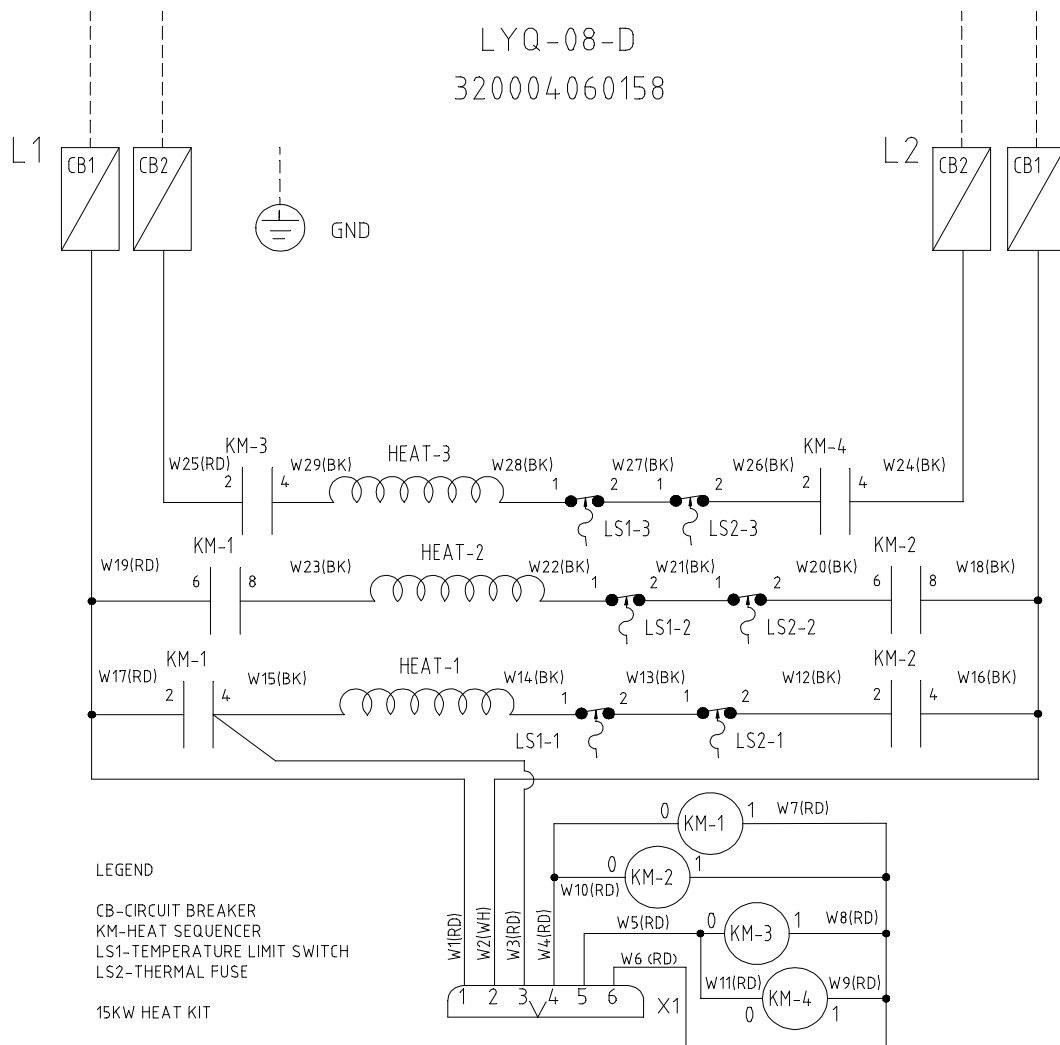 LYQ-08-D
320004060158
L1
CB1
CB2
GND
L2
CB2
CB1
W25(RD)
KM-3
2
4
W29(BK)
HEAT-3
W28(BK)
1
2
W27(BK)
1
2
W26(BK)
KM-4
2
4
W24(BK)
LS1-3
LS2-3
W19(RD)
KM-1
6
8
W23(BK)
HEAT-2
W22(BK)
1
2
W21(BK)
1
2
W20(BK)
KM-2
6
8
W18(BK)
LS1-2
LS2-2
W17(RD)
KM-1
2
4
W15(BK)
HEAT-1
W14(BK)
1
2
W13(BK)
1
2
W12(BK)
KM-2
2
4
W16(BK)
LS1-1
LS2-1
0
KM-1
1
W7(RD)
0
KM-2
1
W10(RD)
W5(RD)
0
KM-3
1
W8(RD)
W6 (RD)
W11(RD)
0
KM-4
1
W9(RD)
W1(RD)
W2(WH)
W3(RD)
W4(RD)
1
2
3
4
5
6
X1
LEGEND
CB-CIRCUIT BREAKER
KM-HEAT SEQUENCER
LS1-TEMPERATURE LIMIT SWITCH
LS2-THERMAL FUSE
15KW HEAT KIT